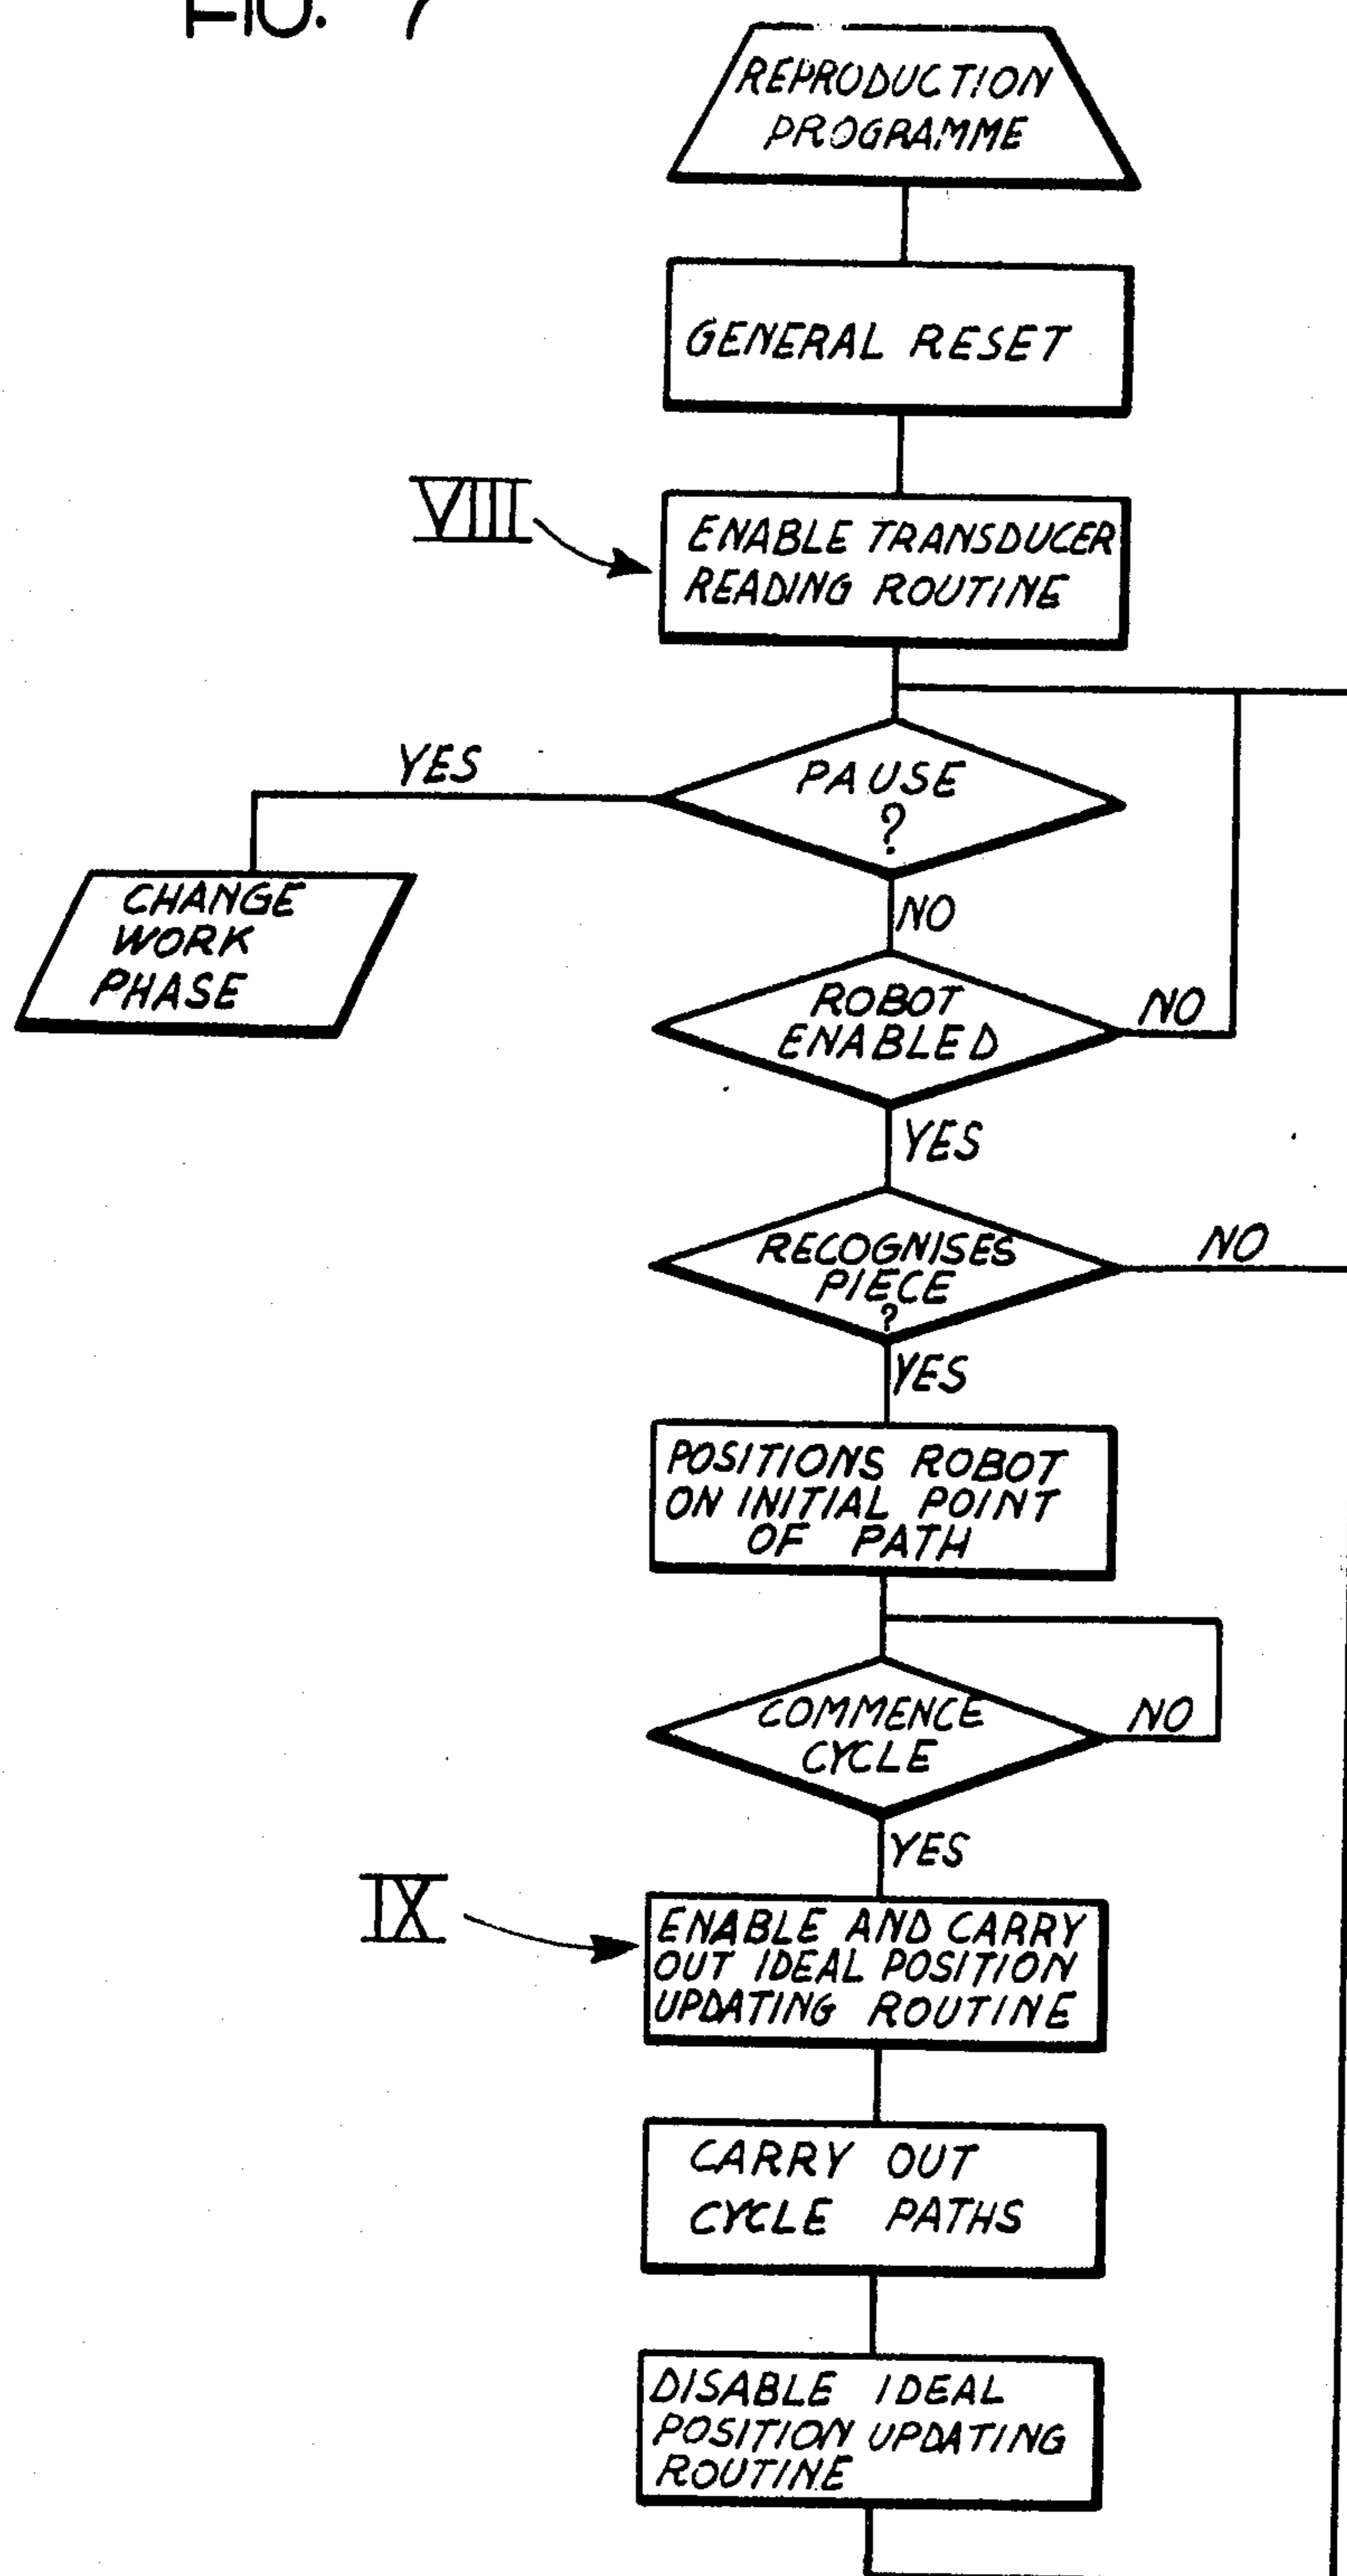 FIG. 7
REPRODUCTION
PROGRAMME
GENERAL RESET
VIII
ENABLE TRANSDUCER
READING ROUTINE
PAUSE
?
YES
CHANGE
WORK
PHASE
NO
ROBOT
ENABLED
NO
YES
RECOGNISES
PIECE
?
NO
YES
POSITIONS ROBOT
ON INITIAL POINT
OF PATH
COMMENCE
CYCLE
NO
YES
IX
ENABLE AND CARRY
OUT IDEAL POSITION
UPDATING ROUTINE
CARRY OUT
CYCLE PATHS
DISABLE IDEAL
POSITION UPDATING
ROUTINE